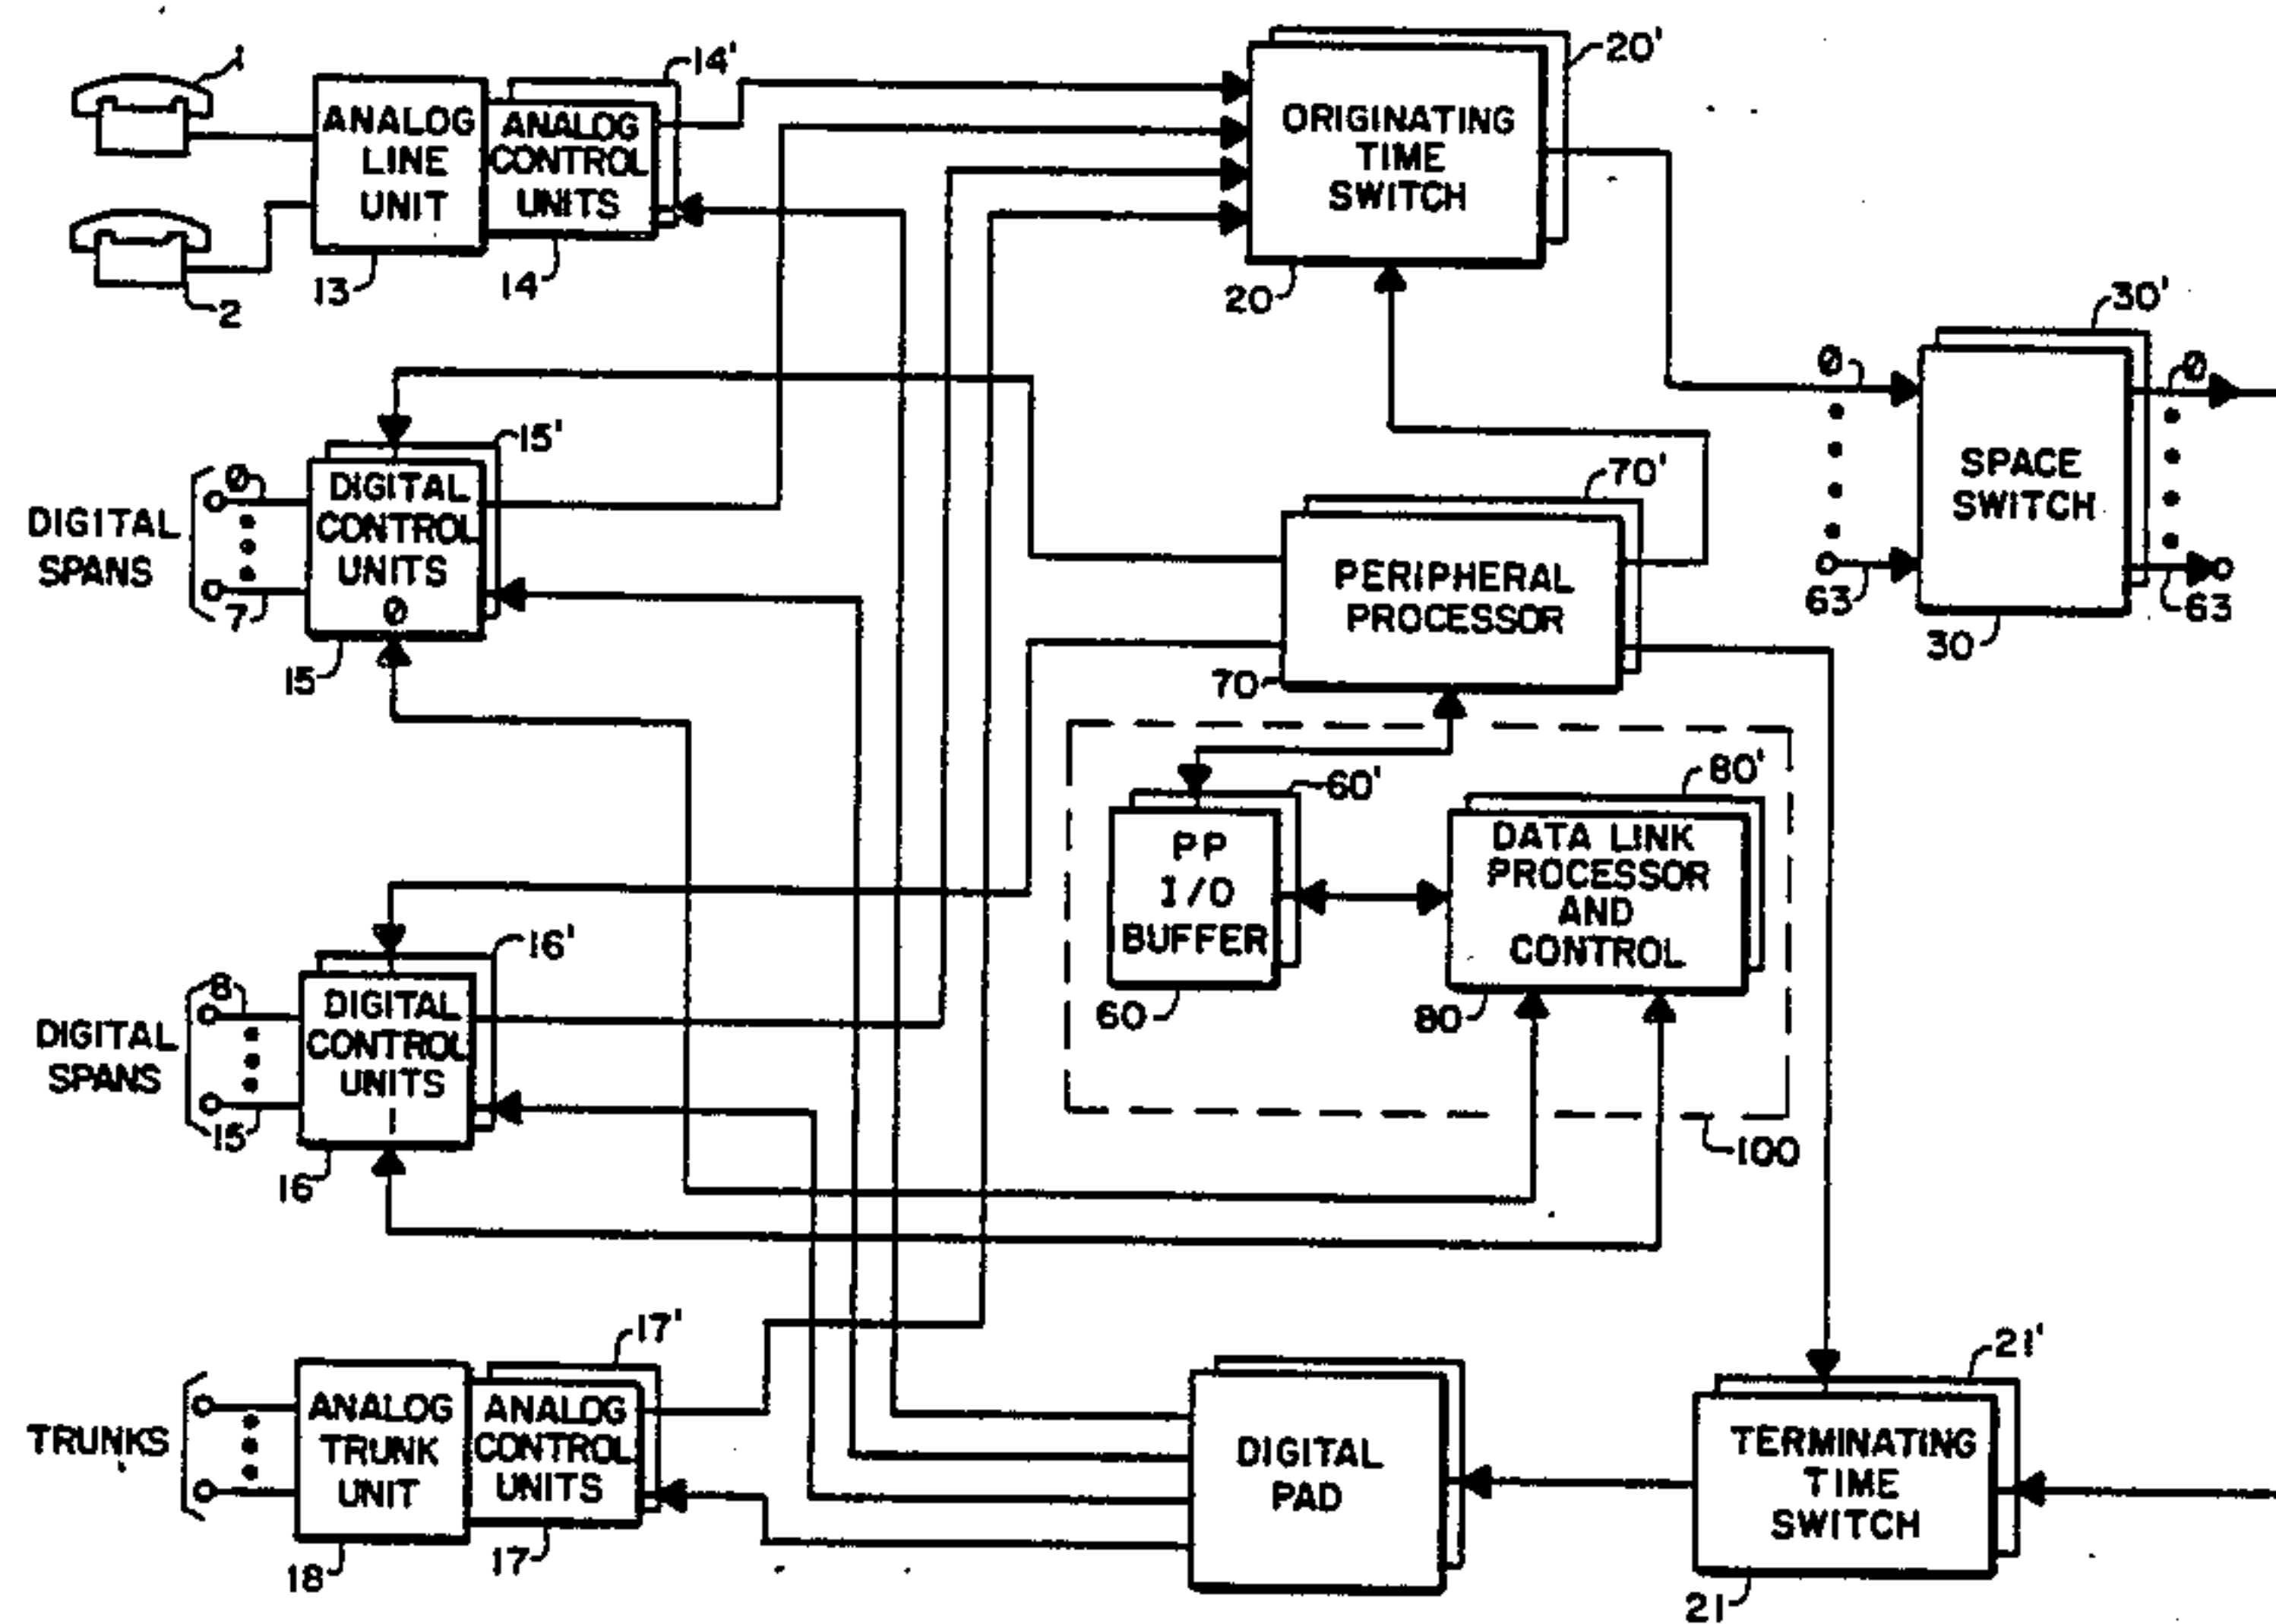 1
2
ANALOG
LINE
UNIT
13
ANALOG
CONTROL
UNITS
14
14'
ORIGINATING
TIME
SWITCH
20
20'
DIGITAL
SPANS
0
7
DIGITAL
CONTROL
UNITS
0
15
15'
PERIPHERAL
PROCESSOR
70
70'
0
63
SPACE
SWITCH
30
30'
0
63
PP
I/O
BUFFER
60
60'
DATA LINK
PROCESSOR
AND
CONTROL
80
80'
100
DIGITAL
SPANS
8
15
DIGITAL
CONTROL
UNITS
1
16
16'
TRUNKS
ANALOG
TRUNK
UNIT
18
ANALOG
CONTROL
UNITS
17
17'
DIGITAL
PAD
TERMINATING
TIME
SWITCH
21
21'